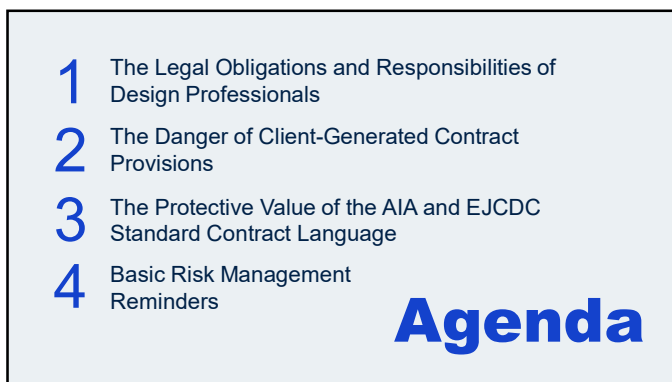 1 The Legal Obligations and Responsibilities of
Design Professionals
2 The Danger of Client-Generated Contract
Provisions
3 The Protective Value of the AIA and EJCDC
Standard Contract Language
4 Basic Risk Management
Reminders
Agenda